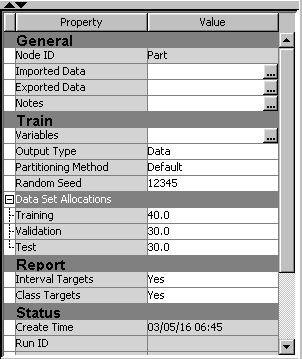 Property Value
General
Node ID Part
Imported Data ...
Exported Data ...
Notes ...
Train
Variables ...
Output Type Data
Partitioning Method Default
Random Seed 12345
Data Set Allocations
Training 40.0
Validation 30.0
Test 30.0
Report
Interval Targets Yes
Class Targets Yes
Status
Create Time 03/05/16 06:45
Run ID